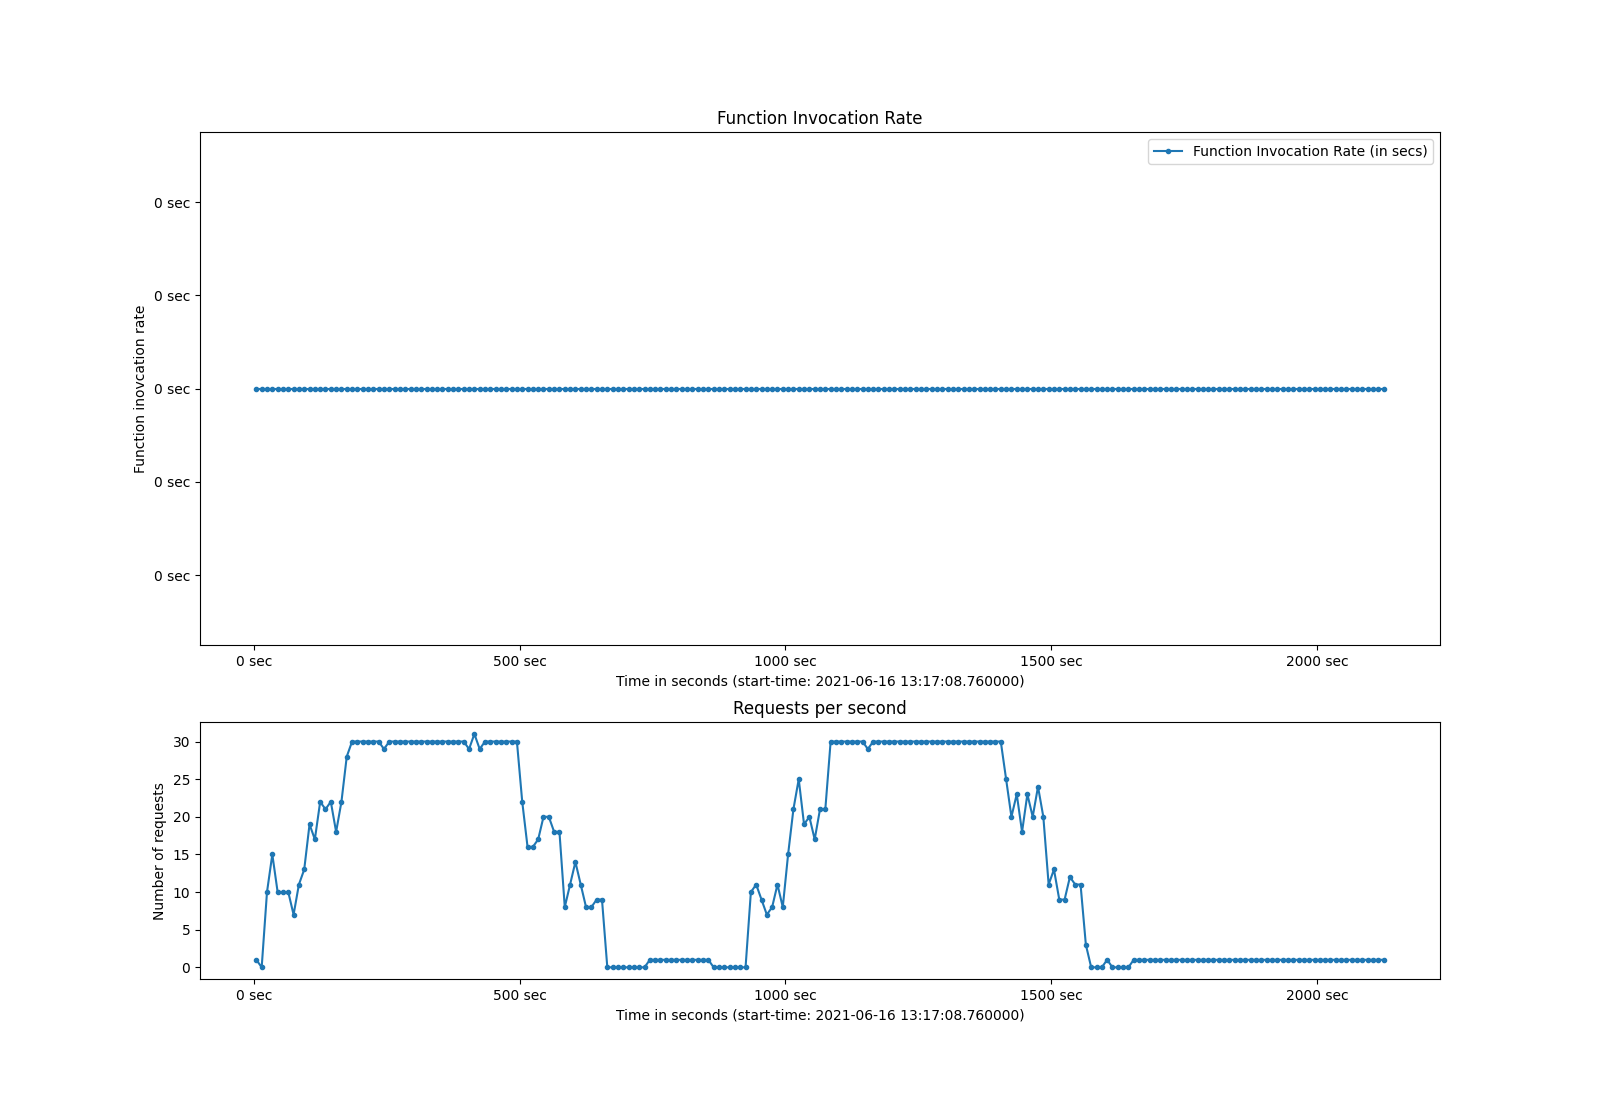 Function Invocation Rate
Function Invocation Rate (in secs)
Function inovcation rate
0 sec
0 sec
0 sec
0 sec
0 sec
0 sec 500 sec 1000 sec 1500 sec 2000 sec
Time in seconds (start-time: 2021-06-16 13:17:08.760000)
Requests per second
Number of requests
30
25
20
15
10
5
0
0 sec 500 sec 1000 sec 1500 sec 2000 sec
Time in seconds (start-time: 2021-06-16 13:17:08.760000)